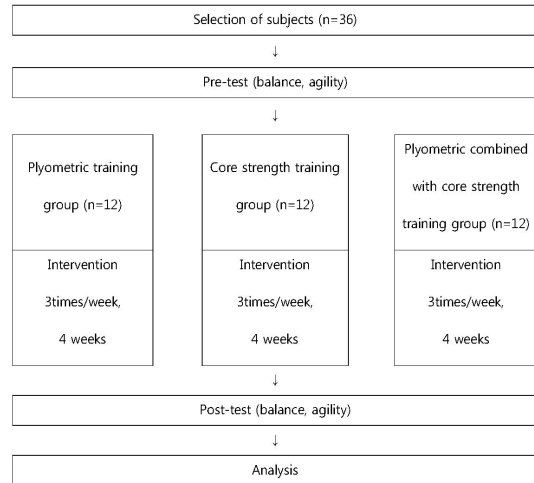 Selection of subjects (n=36)
↓
Pre-test (balance, agility)
↓
Plyometric training
group (n=12)
Core strength training
group (n=12)
Plyometric combined
with core strength
training group (n=12)
Intervention
3times/week,
4 weeks
Intervention
3times/week,
4 weeks
Intervention
3times/week,
4 weeks
↓
Post-test (balance, agility)
↓
Analysis